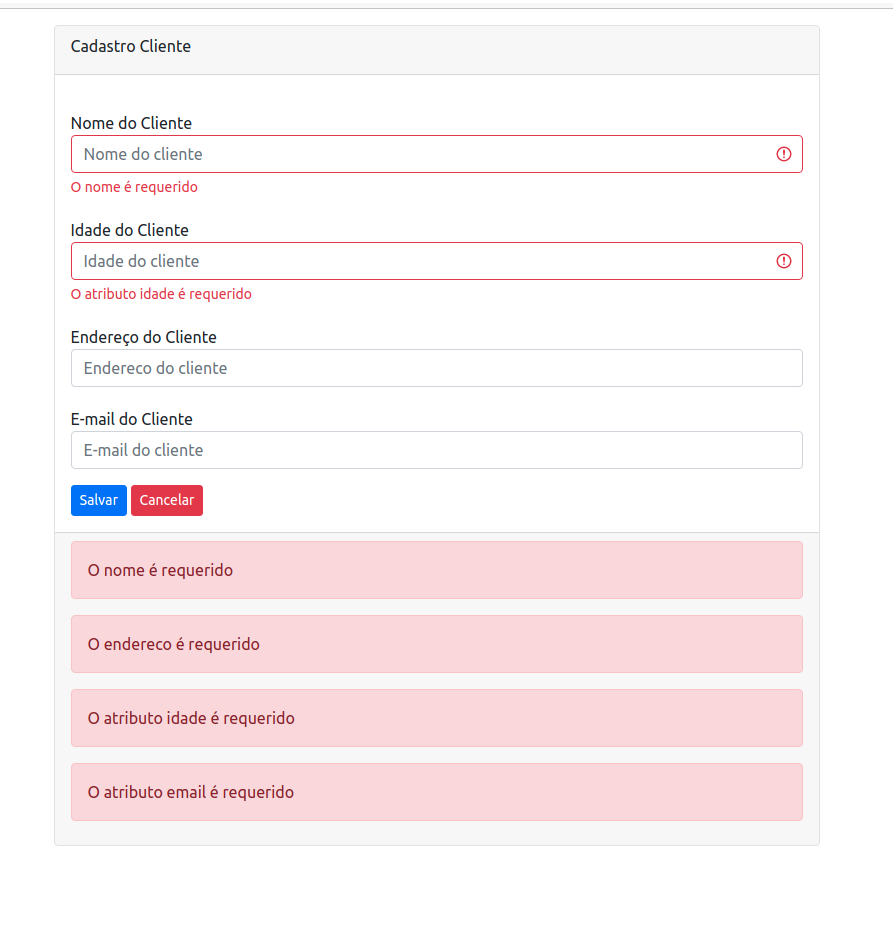 Cadastro Cliente
Nome do Cliente
Nome do cliente
O nome é requerido
Idade do Cliente
Idade do cliente
O atributo idade é requerido
Endereço do Cliente
Endereco do cliente
E-mail do Cliente
E-mail do cliente
Salvar Cancelar
O nome é requerido
O endereco é requerido
O atributo idade é requerido
O atributo email é requerido